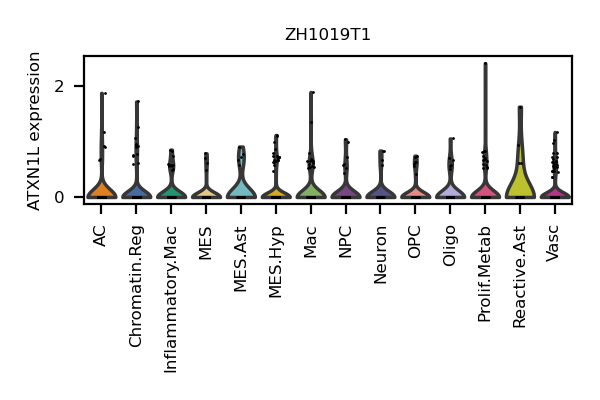 ZH1019T1
ATXN1L expression
2
0
AC
Chromatin.Reg
Inflammatory.Mac
MES
MES.Ast
MES.Hyp
Mac
NPC
Neuron
OPC
Oligo
Prolif.Metab
Reactive.Ast
Vasc